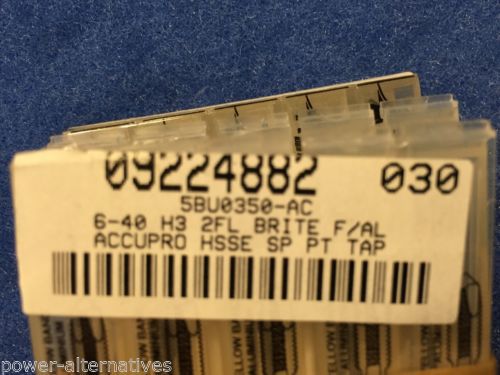 09224882 030
5BU0350-AC
6-40 H3 2FL BRITE F/AL
ACCUPRO HSSE SP PT TAP
power-alternatives